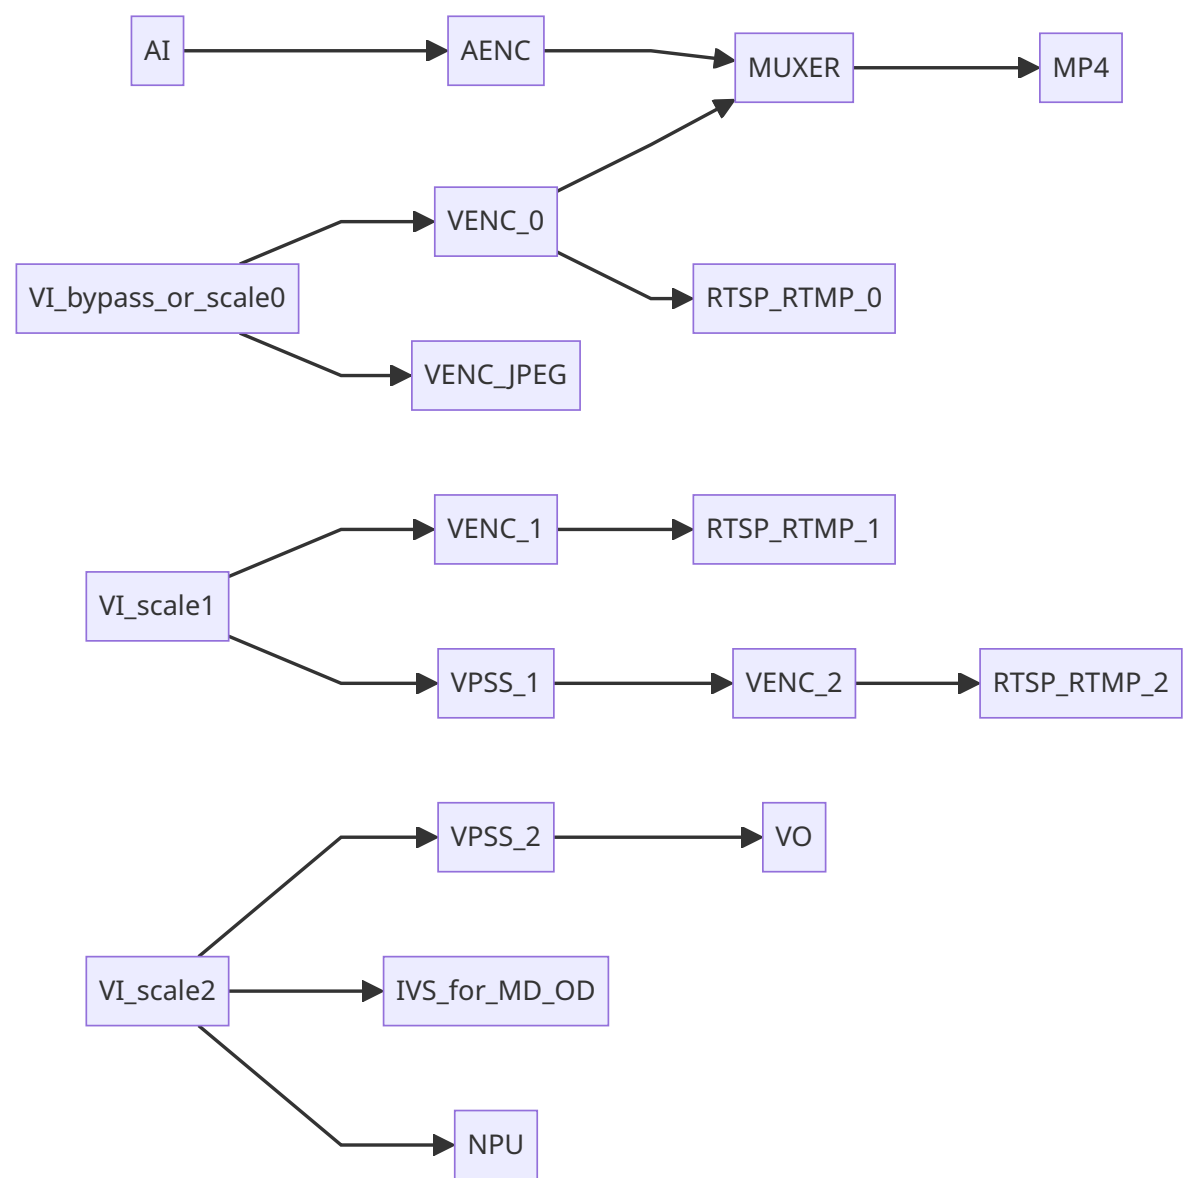 AI
AENC
MUXER
MP4
VENC_0
VI_bypass_or_scale0
RTSP_RTMP_0
VENC_JPEG
VENC_1
RTSP_RTMP_1
VI_scale1
VPSS_1
VENC_2
RTSP_RTMP_2
VPSS_2
VO
VI_scale2
IVS_for_MD_OD
NPU